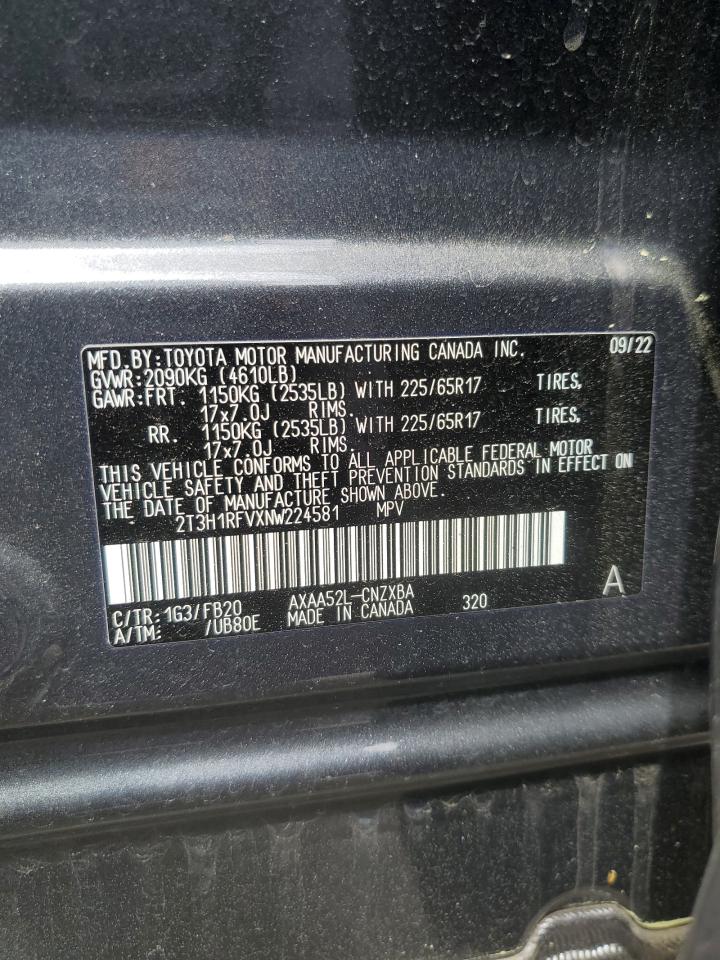 MFD.BY:TOYOTA MOTOR MANUFACTURING CANADA INC. 09/22
GVWR:2090KG (4610LB)
GAWR:FRT. 1150KG (2535LB) WITH 225/65R17 TIRES,
17x7.0J RIMS.
RR. 1150KG (2535LB) WITH 225/65R17 TIRES,
17x7.0J RIMS.
THIS VEHICLE CONFORMS TO ALL APPLICABLE FEDERAL MOTOR
VEHICLE SAFETY AND THEFT PREVENTION STANDARDS IN EFFECT ON
THE DATE OF MANUFACTURE SHOWN ABOVE.
2T3H1RFVXNW224581 MPV
C/TR: 1G3/FB20 AXAA52L-CNZXBA 320 A
A/TM: /UB80E MADE IN CANADA